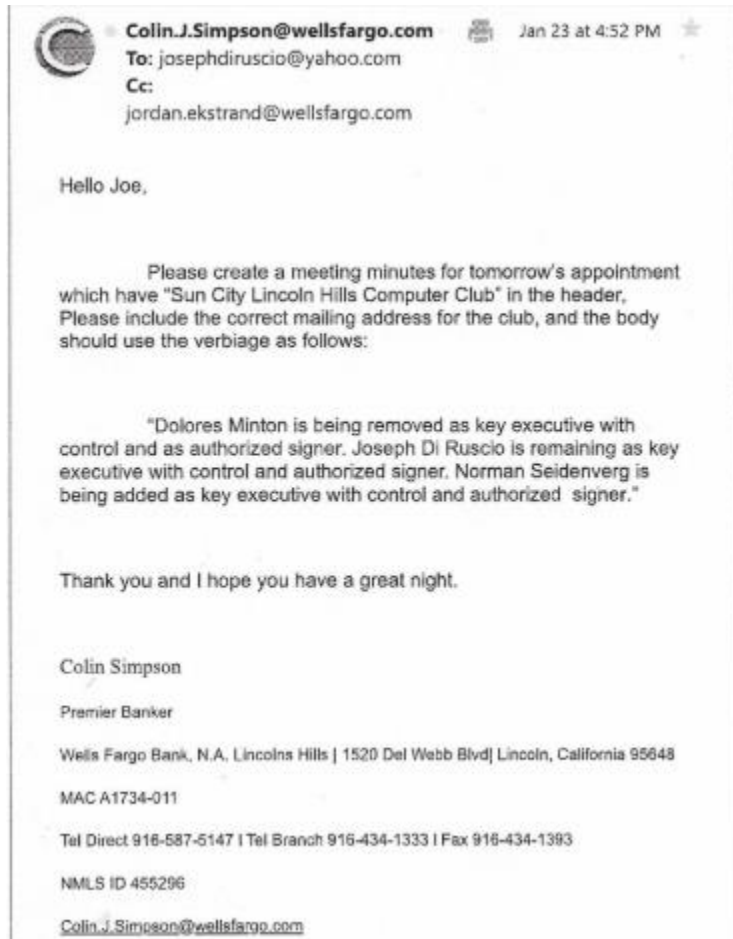 Colin.J.Simpson@wellsfargo.com Jan 23 at 4:52 PM
To: josephdiruscio@yahoo.com
Cc:
jordan.ekstrand@wellsfargo.com
Hello Joe,
Please create a meeting minutes for tomorrow's appointment
which have "Sun City Lincoln Hills Computer Club" in the header,
Please include the correct mailing address for the club, and the body
should use the verbiage as follows:
"Dolores Minton is being removed as key executive with
control and as authorized signer. Joseph Di Ruscio is remaining as key
executive with control and authorized signer. Norman Seidenverg is
being added as key executive with control and authorized signer."
Thank you and I hope you have a great night.
Colin Simpson
Premier Banker
Wells Fargo Bank, N.A. Lincolns Hills | 1520 Del Webb Blvd| Lincoln, California 95648
MAC A1734-011
Tel Direct 916-587-5147 I Tel Branch 916-434-1333 I Fax 916-434-1393
NMLS ID 455296
Colin.J.Simpson@wellsfargo.com